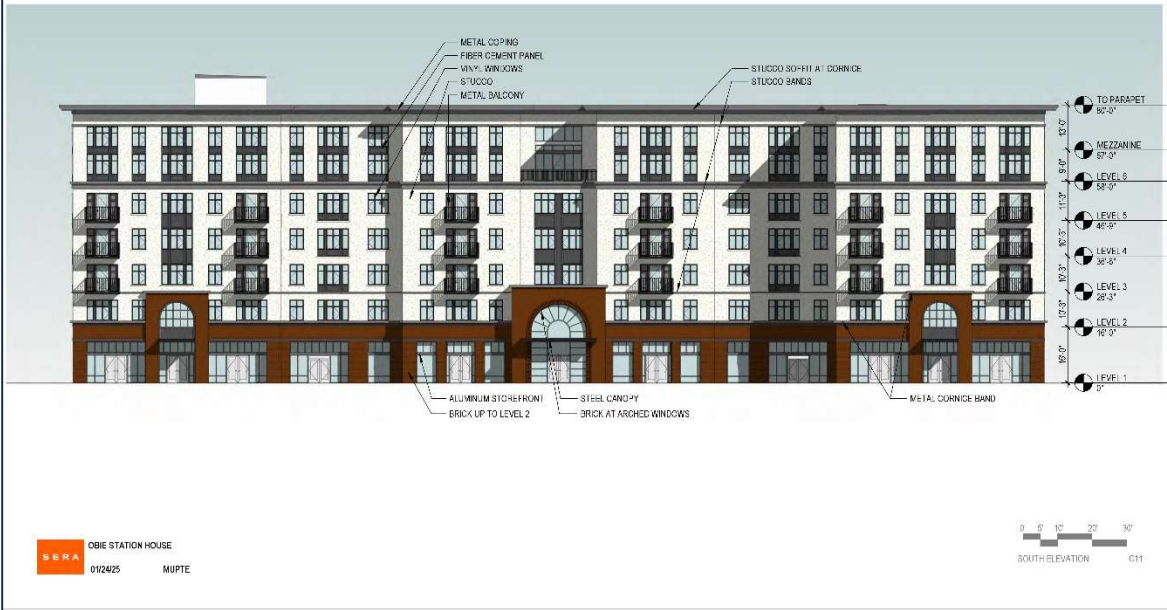 METAL COPING
FIBER CEMENT PANEL
VINYL WINDOWS
STUCCO
METAL BALCONY
STUCCO SOFFIT AT CORNICE
STUCCO BANDS
TO PARAPET
80'-0"
13'-0"
MEZZANINE
67'-0"
9'-0"
LEVEL 6
58'-0"
11'-3"
LEVEL 5
46'-9"
10'-3"
LEVEL 4
36'-6"
10'-3"
LEVEL 3
26'-3"
10'-3"
LEVEL 2
16'-0"
16'-0"
LEVEL 1
0"
ALUMINUM STOREFRONT
BRICK UP TO LEVEL 2
STEEL CANOPY
BRICK AT ARCHED WINDOWS
METAL CORNICE BAND
SERA
OBIE STATION HOUSE
01/24/25 MUPTE
0 5' 10' 20' 30'
SOUTH ELEVATION C11